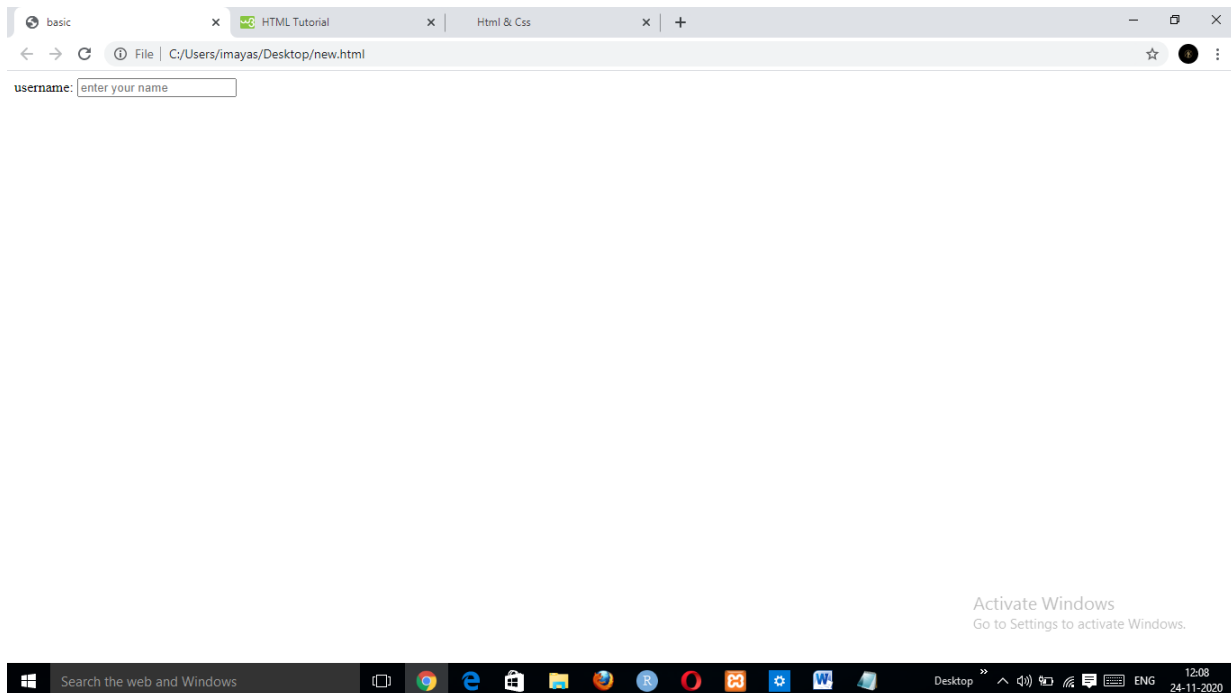 basic
HTML Tutorial
Html & Css
File C:/Users/imayas/Desktop/new.html
username: enter your name
Activate Windows
Go to Settings to activate Windows.
Search the web and Windows
R
W
Desktop
ENG
12:08
24-11-2020